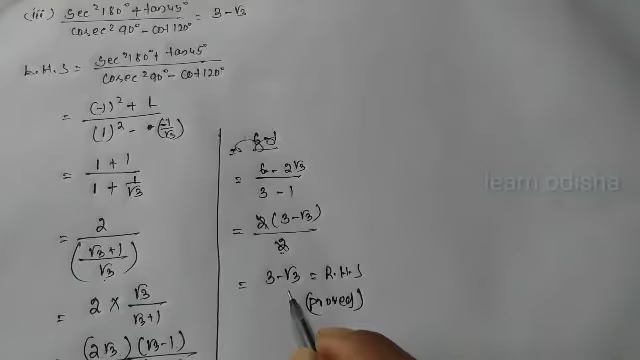 (iii) sec²180° + tan45° / cosec²90° - cot120° = 3-√3
L.H.S = sec²180° + tan45° / cosec²90° - cot120°
= (-1)² + 1 / (1)² - (-1/√3)
= 1 + 1 / 1 + 1/√3
= 2 / (√3+1 / √3)
= 2 × √3 / √3+1
(2√3) (√3-1)
= 6 - 2√3 / 3 - 1
= 2(3-√3) / 2
= 3-√3 = R.H.S
(proved)
learn odisha